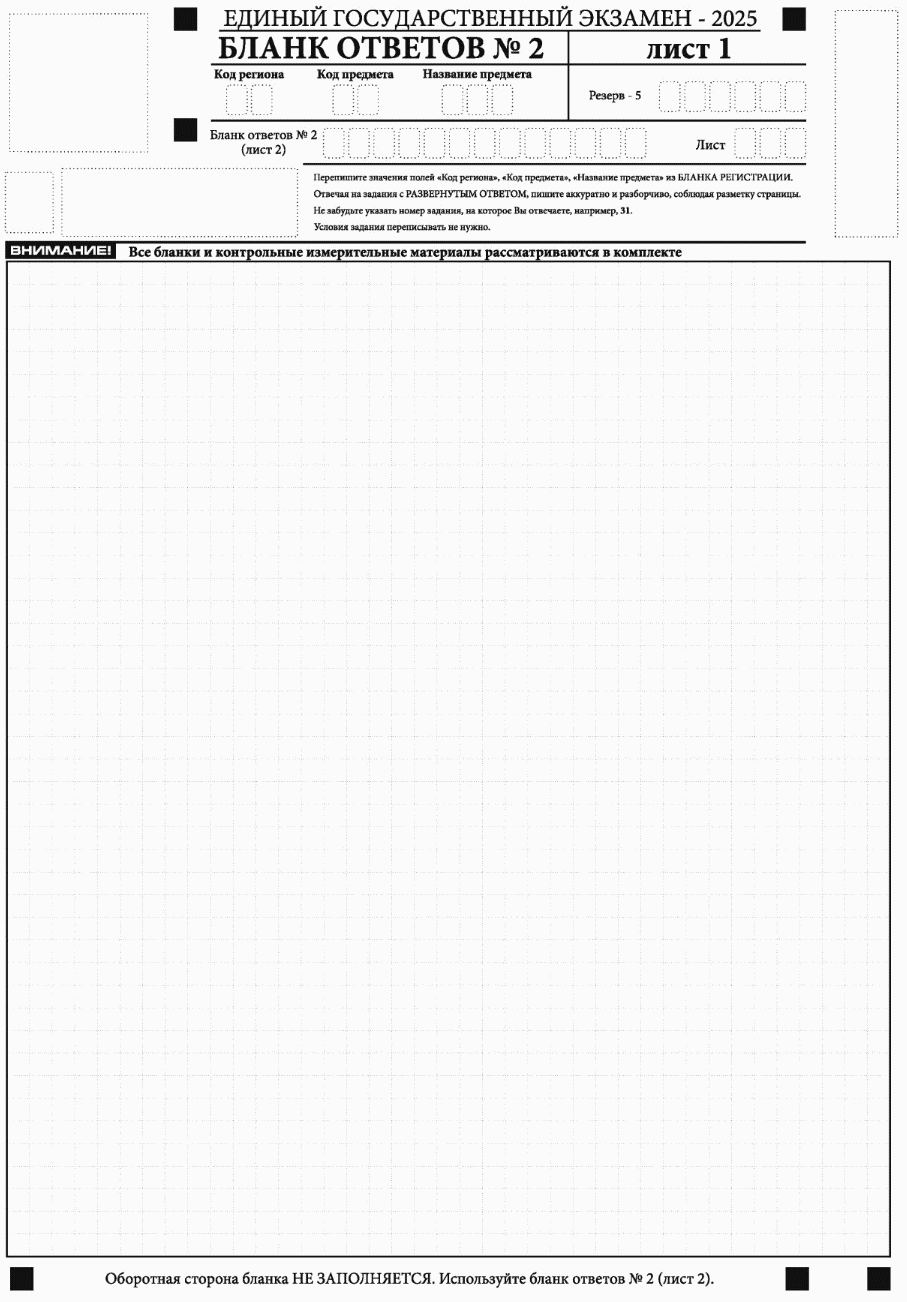 ЕДИНЫЙ ГОСУДАРСТВЕННЫЙ ЭКЗАМЕН - 2025
БЛАНК ОТВЕТОВ № 2
лист 1
Код региона
Код предмета
Название предмета
Резерв - 5
Бланк ответов № 2
(лист 2)
Лист
Перепишите значения полей «Код региона», «Код предмета», «Название предмета» из БЛАНКА РЕГИСТРАЦИИ.
Отвечая на задания с РАЗВЕРНУТЫМ ОТВЕТОМ, пишите аккуратно и разборчиво, соблюдая разметку страницы.
Не забудьте указать номер задания, на которое Вы отвечаете, например, 31.
Условия задания переписывать не нужно.
ВНИМАНИЕ! Все бланки и контрольные измерительные материалы рассматриваются в комплекте
Оборотная сторона бланка НЕ ЗАПОЛНЯЕТСЯ. Используйте бланк ответов № 2 (лист 2).